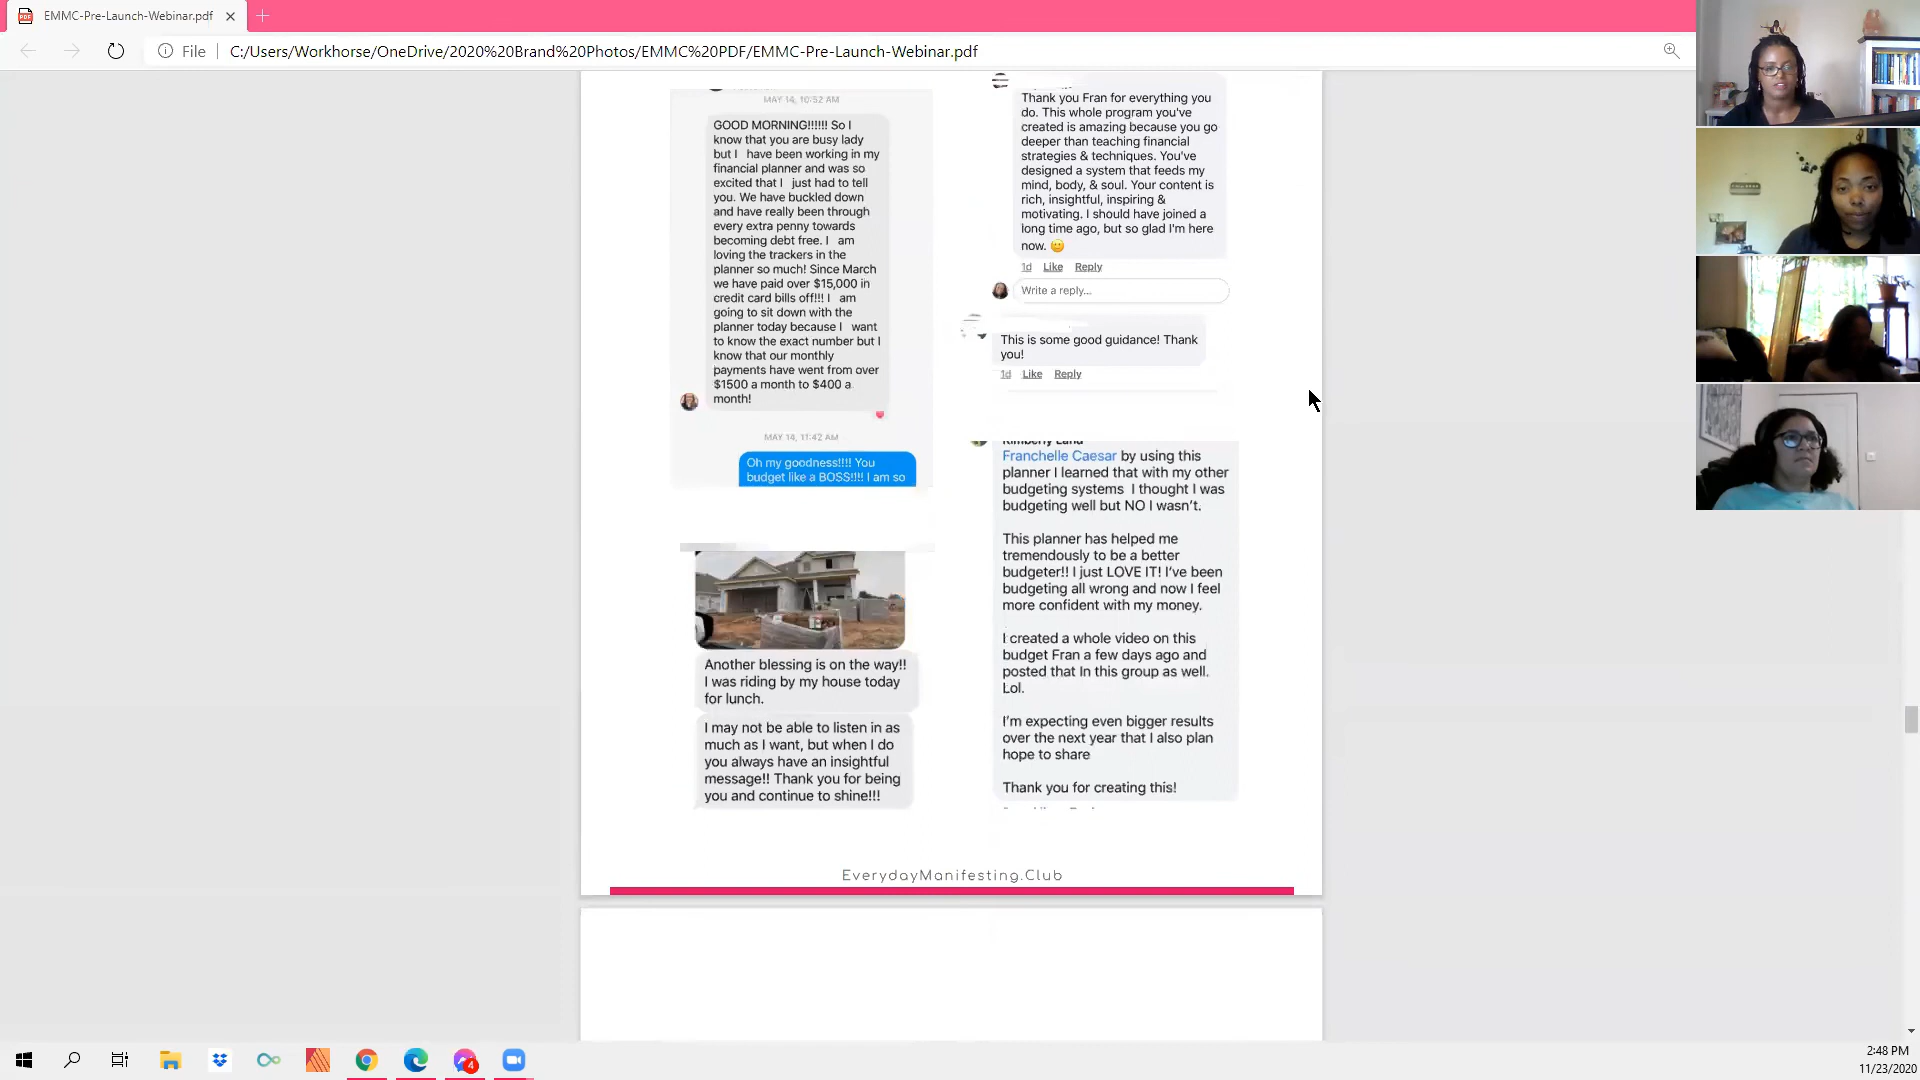 EMMC-Pre-Launch-Webinar.pdf
File
C:/Users/Workhorse/OneDrive/2020%20Brand%20Photos/EMMC%20PDF/EMMC-Pre-Launch-Webinar.pdf
MAY 14, 10:52 AM
GOOD MORNING!!!!!! So I
know that you are busy lady
but I have been working in my
financial planner and was so
excited that I just had to tell
you. We have buckled down
and have really been through
every extra penny towards
becoming debt free. I am
loving the trackers in the
planner so much! Since March
we have paid over $15,000 in
credit card bills off!!! I am
going to sit down with the
planner today because I want
to know the exact number but I
know that our monthly
payments have went from over
$1500 a month to $400 a
month!
MAY 14, 11:42 AM
Oh my goodness!!!! You
budget like a BOSS!!!! I am so
Another blessing is on the way!!
I was riding by my house today
for lunch.
I may not be able to listen in as
much as I want, but when I do
you always have an insightful
message!! Thank you for being
you and continue to shine!!!
Thank you Fran for everything you
do. This whole program you've
created is amazing because you go
deeper than teaching financial
strategies & techniques. You've
designed a system that feeds my
mind, body, & soul. Your content is
rich, insightful, inspiring &
motivating. I should have joined a
long time ago, but so glad I'm here
now. 🙂
1d Like Reply
Write a reply...
This is some good guidance! Thank
you!
1d Like Reply
Kimberly Land
Franchelle Caesar by using this
planner I learned that with my other
budgeting systems I thought I was
budgeting well but NO I wasn't.
This planner has helped me
tremendously to be a better
budgeter!! I just LOVE IT! I've been
budgeting all wrong and now I feel
more confident with my money.
I created a whole video on this
budget Fran a few days ago and
posted that In this group as well.
Lol.
I'm expecting even bigger results
over the next year that I also plan
hope to share
Thank you for creating this!
EverydayManifesting.Club
4
2:48 PM
11/23/2020